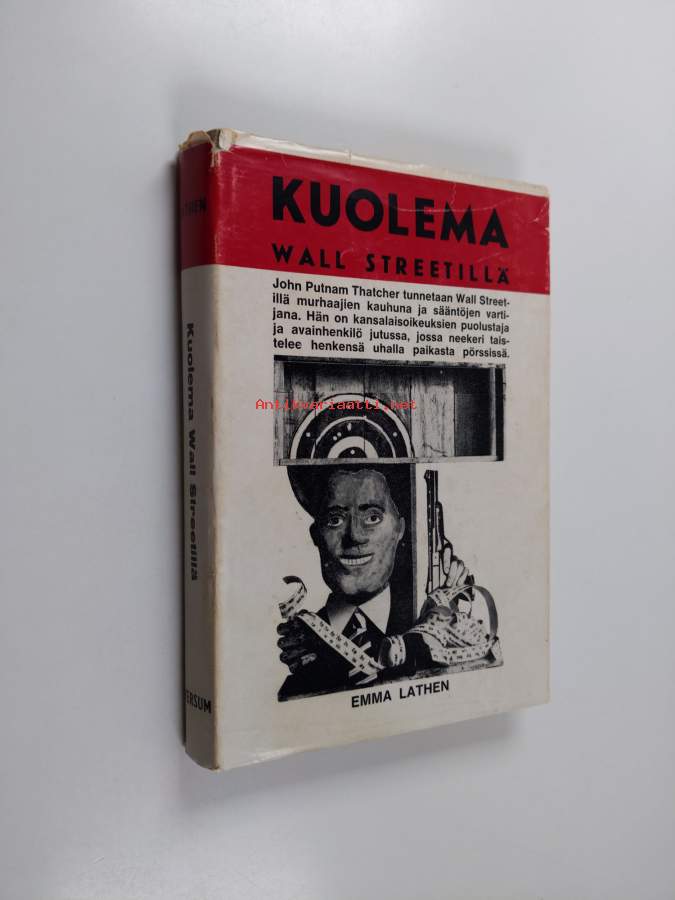 KUOLEMA
WALL STREETILLÄ
John Putnam Thatcher tunnetaan Wall Street-
illä murhaajien kauhuna ja sääntöjen varti-
jana. Hän on kansalaisoikeuksien puolustaja
ja avainhenkilö jutussa, jossa neekeri tais-
telee henkensä uhalla paikasta pörssissä.
Antikvariaatti.net
EMMA LATHEN
THEN
Kuolema Wall Streetillä
ERSUM